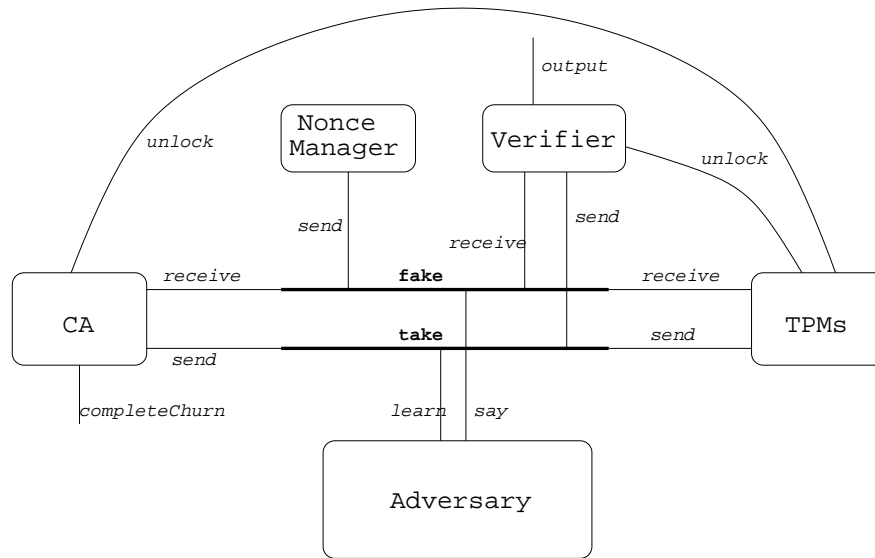 output
Nonce
Manager
Verifier
unlock
unlock
send
send
receive
receive
fake
receive
CA
TPMs
take
send
send
completeChurn
learn
say
Adversary